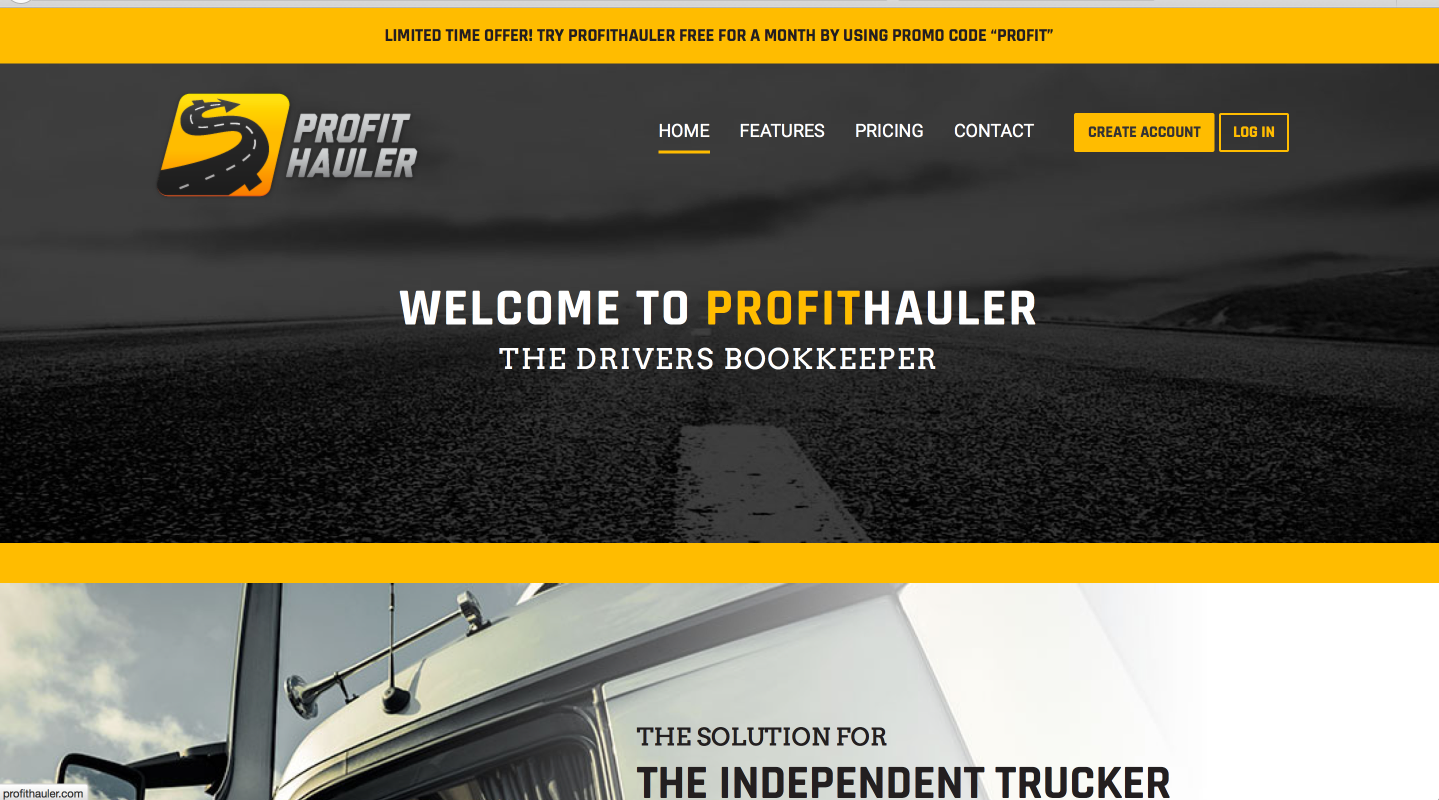 LIMITED TIME OFFER! TRY PROFITHAULER FREE FOR A MONTH BY USING PROMO CODE “PROFIT”
PROFIT
HAULER
HOME FEATURES PRICING CONTACT CREATE ACCOUNT LOG IN
WELCOME TO PROFITHAULER
THE DRIVERS BOOKKEEPER
THE SOLUTION FOR
THE INDEPENDENT TRUCKER
profithauler.com